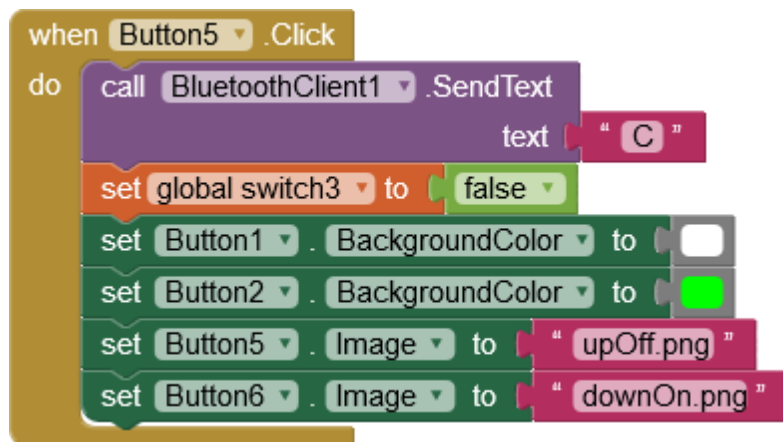 when Button5 .Click
do call BluetoothClient1 .SendText
text " C "
set global switch3 to false
set Button1 . BackgroundColor to
set Button2 . BackgroundColor to
set Button5 . Image to " upOff.png "
set Button6 . Image to " downOn.png "